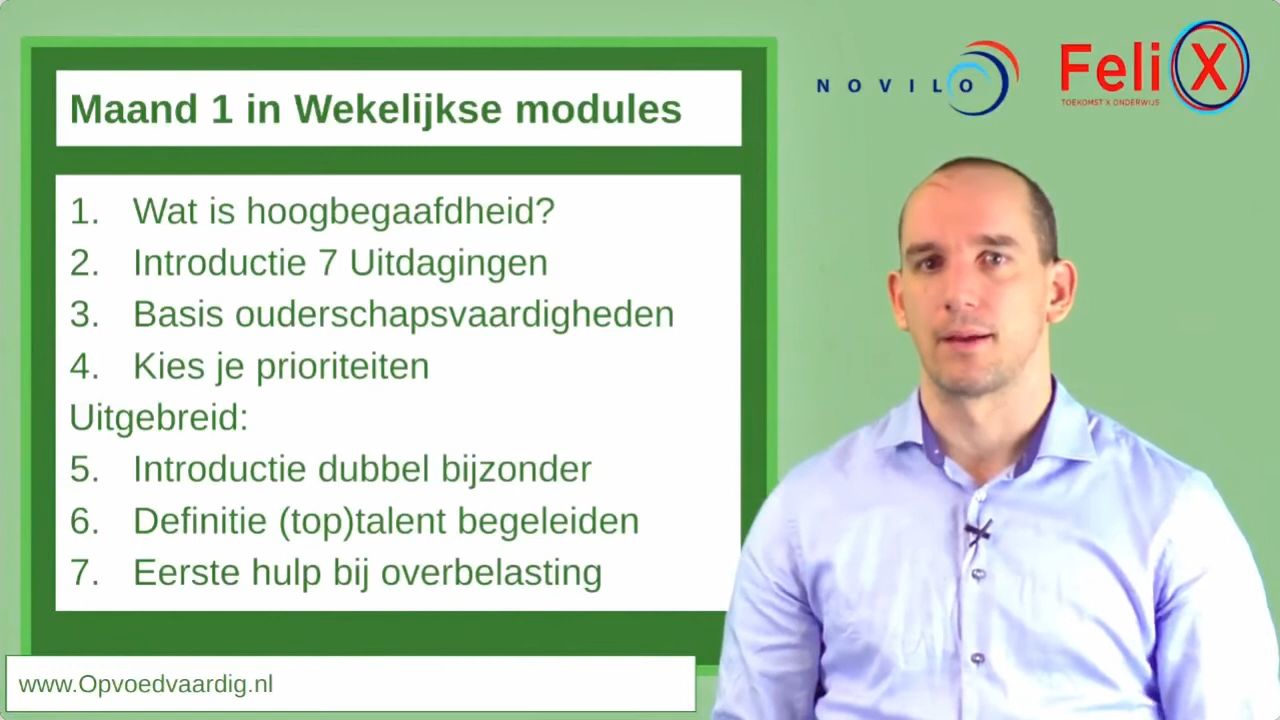 Maand 1 in Wekelijkse modules
1. Wat is hoogbegaafdheid?
2. Introductie 7 Uitdagingen
3. Basis ouderschapsvaardigheden
4. Kies je prioriteiten
Uitgebreid:
5. Introductie dubbel bijzonder
6. Definitie (top)talent begeleiden
7. Eerste hulp bij overbelasting
www.Opvoedvaardig.nl
NOVILO
FeliX
TOEKOMST X ONDERWIJS